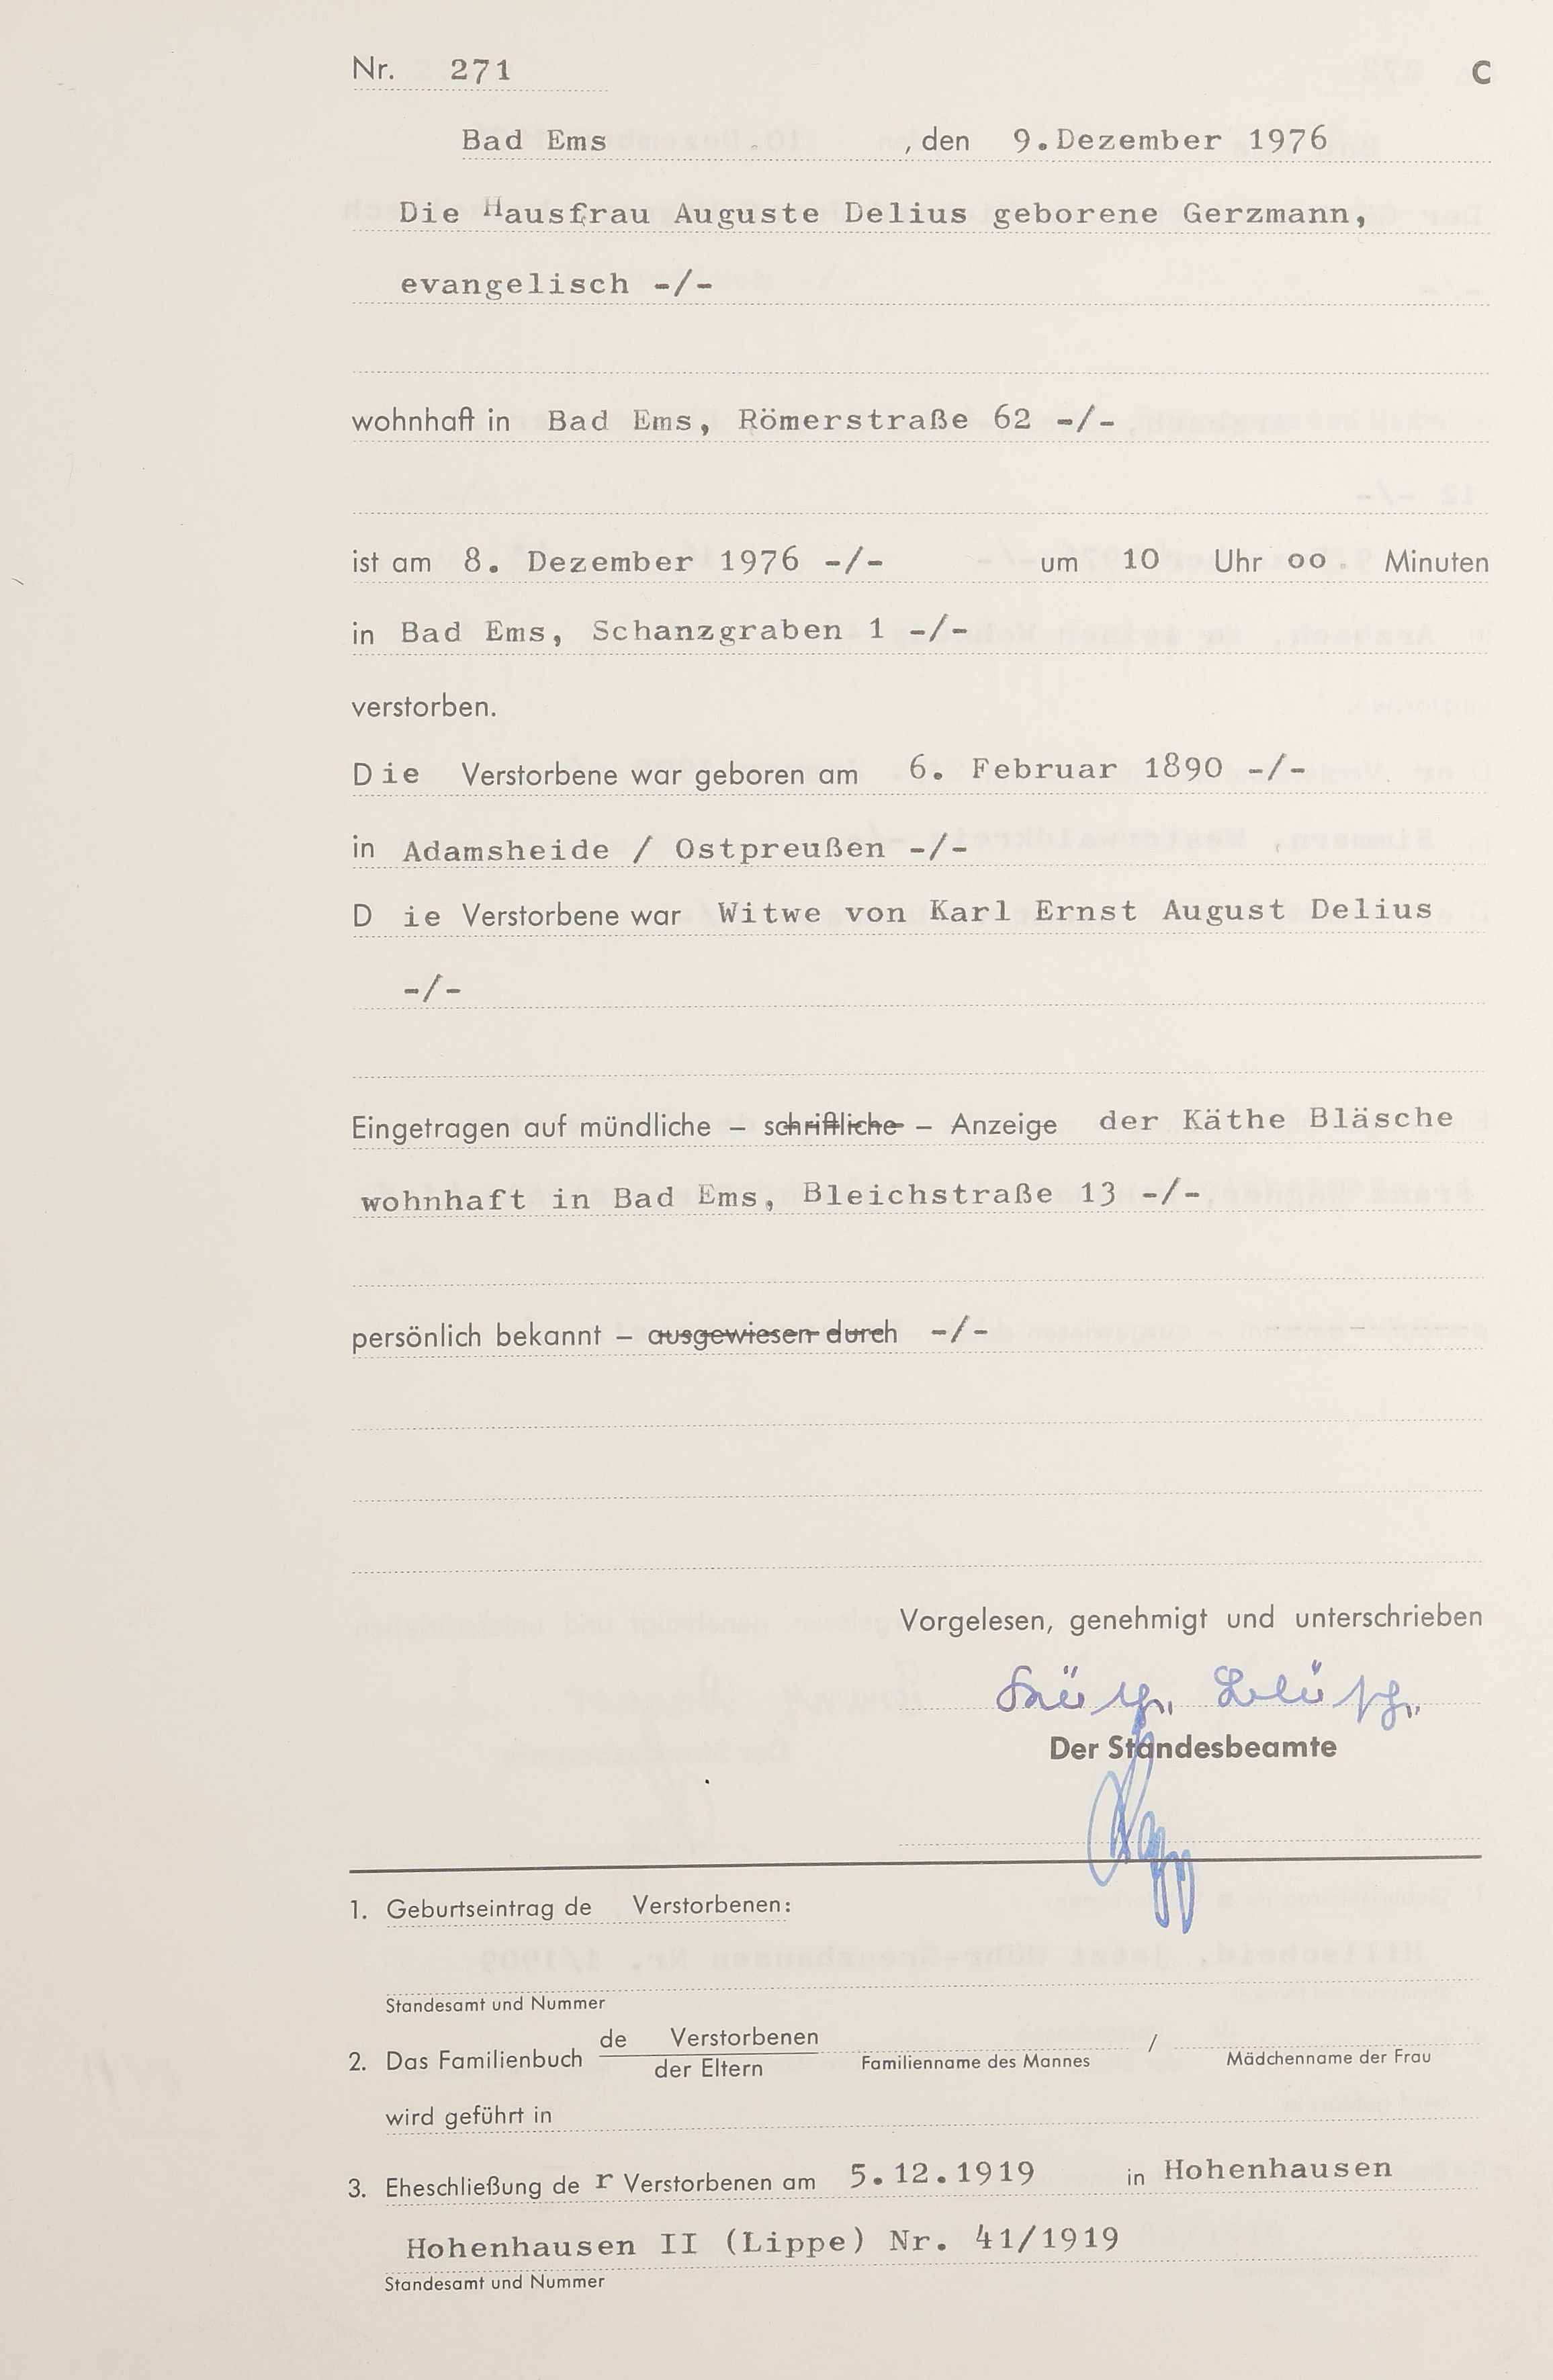 Nr. 271 C
Bad Ems , den 9.Dezember 1976
Die Hausfrau Auguste Delius geborene Gerzmann,
evangelisch -/-
wohnhaft in Bad Ems, Römerstraße 62 -/-
ist am 8. Dezember 1976 -/- um 10 Uhr oo Minuten
in Bad Ems, Schanzgraben 1 -/-
verstorben.
Die Verstorbene war geboren am 6. Februar 1890 -/-
in Adamsheide / Ostpreußen -/-
D ie Verstorbene war Witwe von Karl Ernst August Delius
-/-
Eingetragen auf mündliche – schriftliche – Anzeige der Käthe Bläsche
wohnhaft in Bad Ems, Bleichstraße 13 -/-
persönlich bekannt – ausgewiesen durch -/-
Vorgelesen, genehmigt und unterschrieben
Käthe Bläsche
Der Standesbeamte
1. Geburtseintrag de Verstorbenen:
Standesamt und Nummer
2. Das Familienbuch de Verstorbenen /
der Eltern Familienname des Mannes Mädchenname der Frau
wird geführt in
3. Eheschließung de r Verstorbenen am 5.12.1919 in Hohenhausen
Hohenhausen II (Lippe) Nr. 41/1919
Standesamt und Nummer